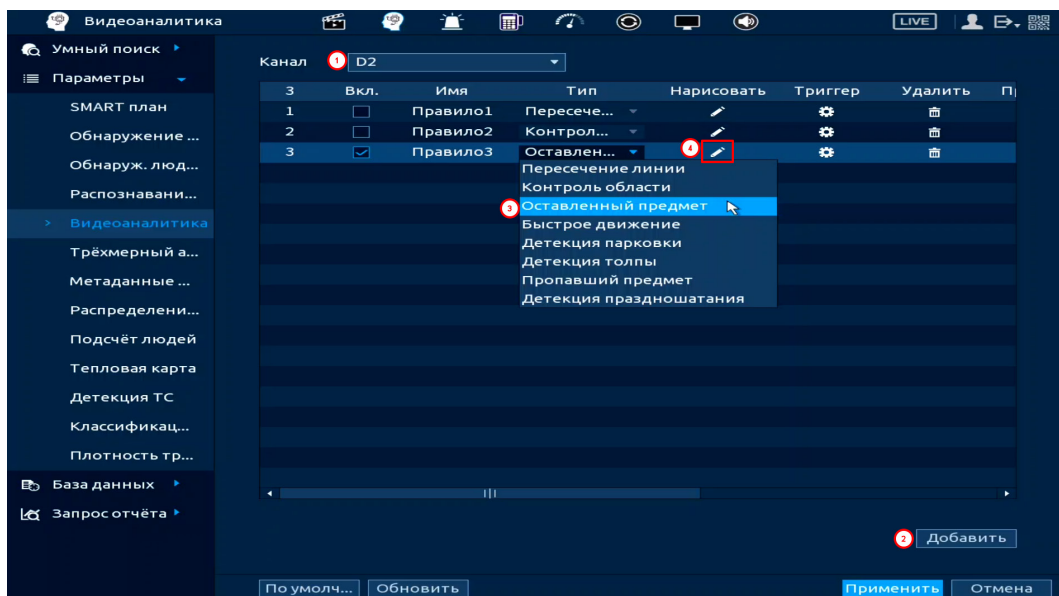 Видеоаналитика
LIVE
Умный поиск
Параметры
SMART план
Обнаружение ...
Обнаруж. люд...
Распознавани...
> Видеоаналитика
Трёхмерный а...
Метаданные ...
Распределени...
Подсчёт людей
Тепловая карта
Детекция ТС
Классификац...
Плотность тр...
База данных
Запрос отчёта
Канал 1 D2
3 Вкл. Имя Тип Нарисовать Триггер Удалить
1 Правило1 Пересече...
2 Правило2 Контрол...
3 Правило3 Оставлен... 4
Пересечение линии
Контроль области
3 Оставленный предмет
Быстрое движение
Детекция парковки
Детекция толпы
Пропавший предмет
Детекция праздношатания
2 Добавить
По умолч... Обновить Применить Отмена